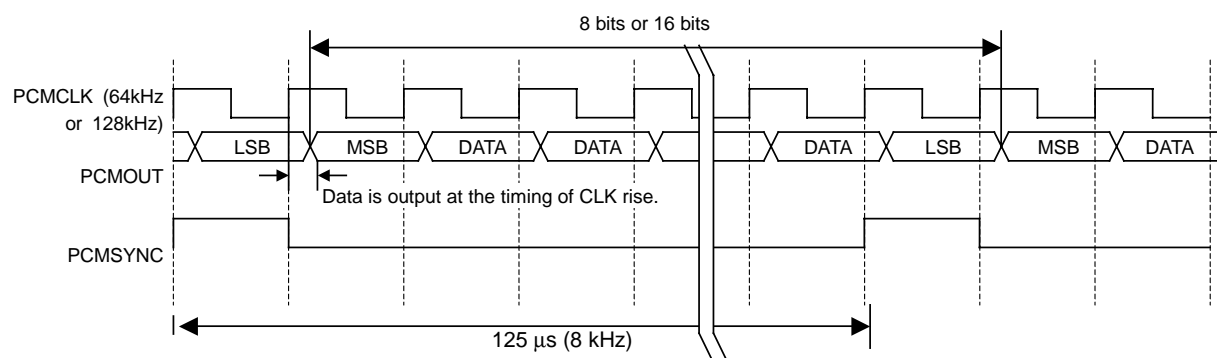 8 bits or 16 bits
PCMCLK (64kHz
or 128kHz)
LSB MSB DATA DATA DATA LSB MSB DATA
PCMOUT
Data is output at the timing of CLK rise.
PCMSYNC
125 μs (8 kHz)